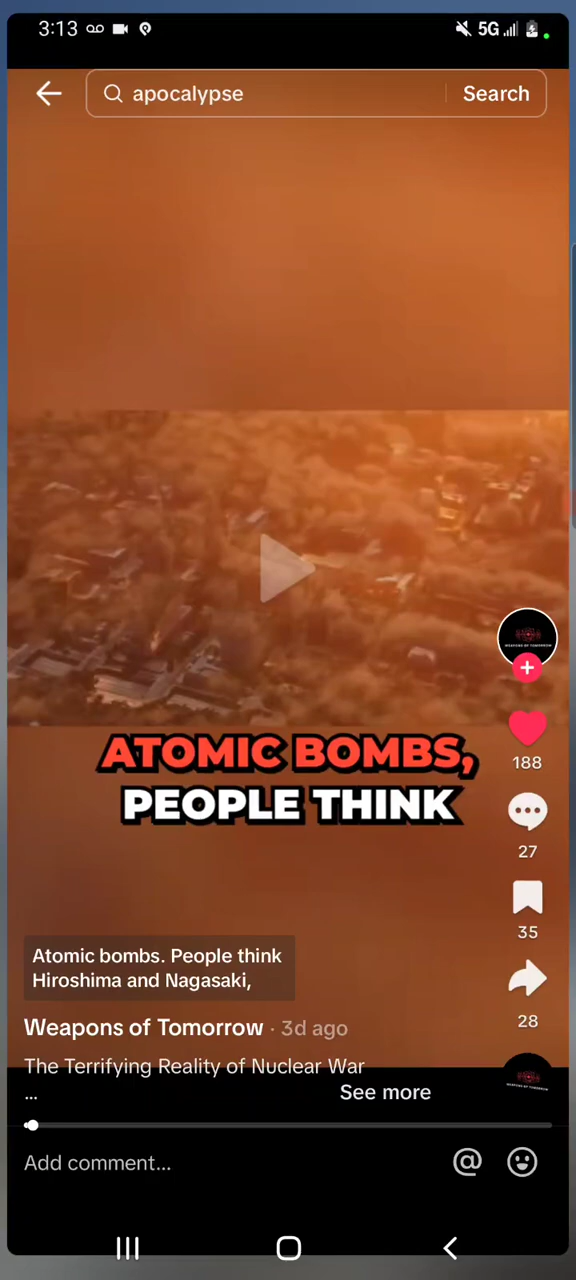 3:13
5G
apocalypse
Search
ATOMIC BOMBS,
PEOPLE THINK
188
27
35
28
Atomic bombs. People think
Hiroshima and Nagasaki,
Weapons of Tomorrow · 3d ago
The Terrifying Reality of Nuclear War
...
See more
Add comment...